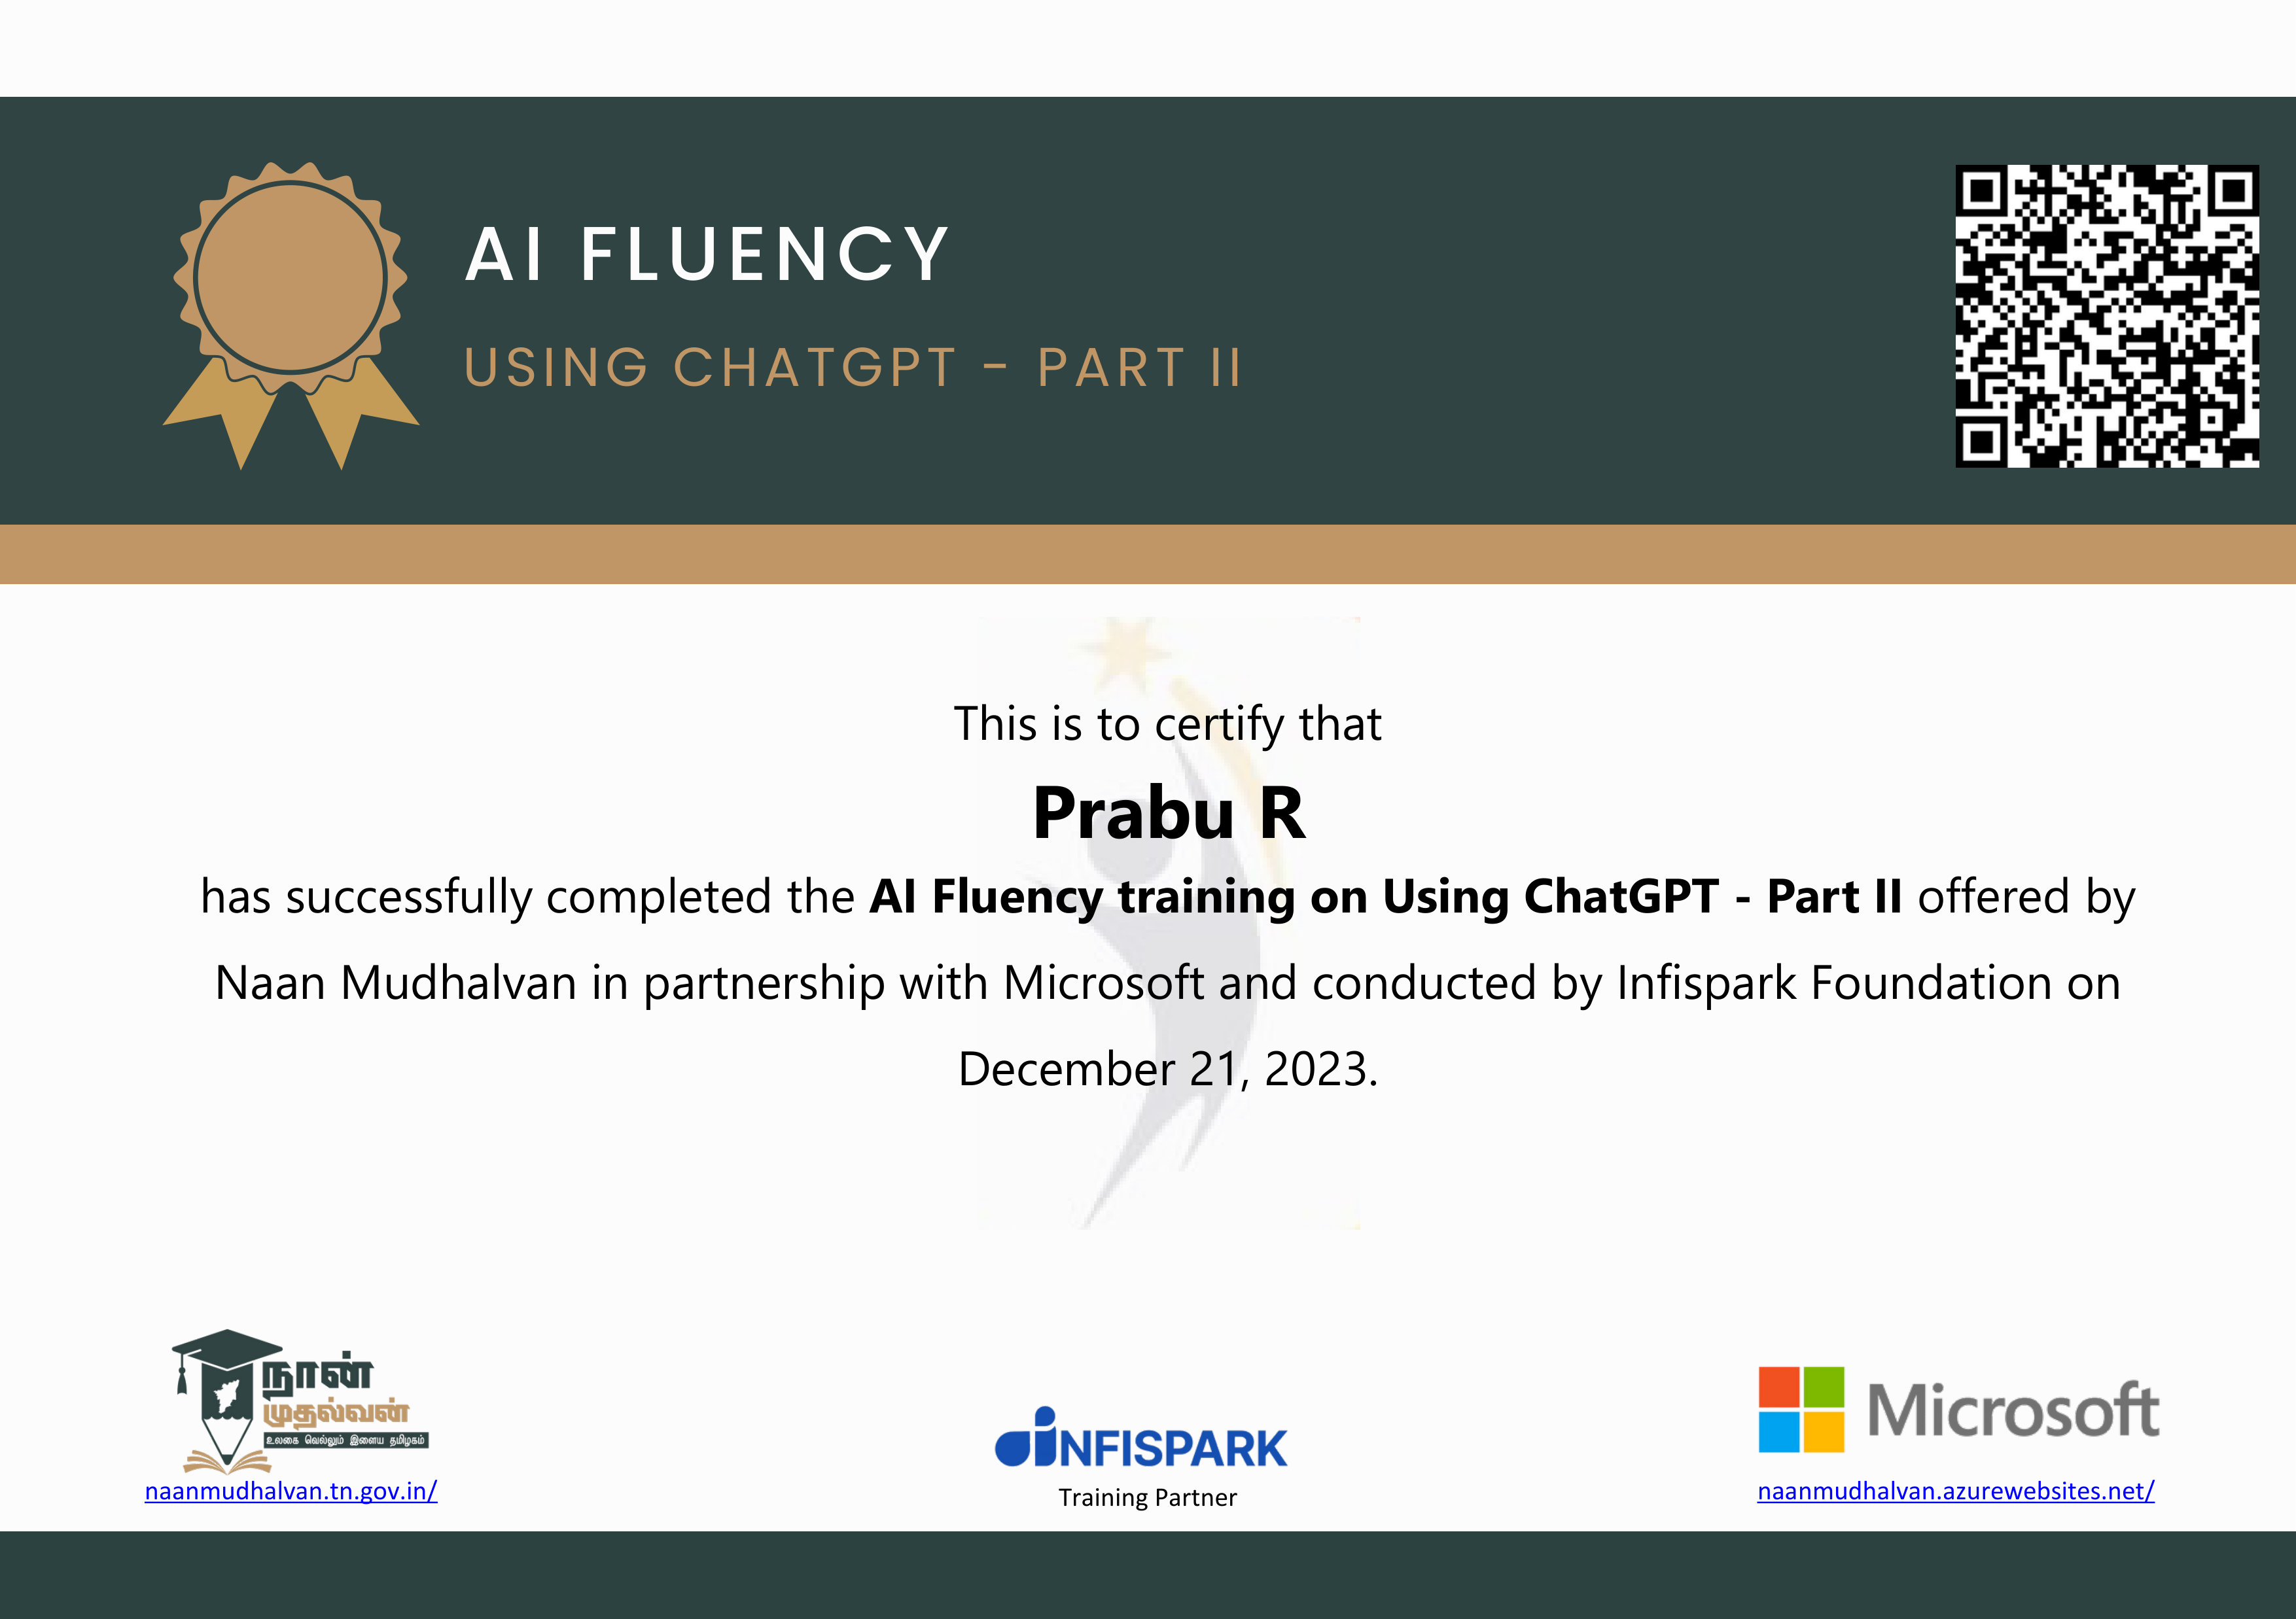 AI FLUENCY
USING CHATGPT - PART II
This is to certify that
Prabu R
has successfully completed the AI Fluency training on Using ChatGPT - Part II offered by
Naan Mudhalvan in partnership with Microsoft and conducted by Infispark Foundation on
December 21, 2023.
நான்
முதல்வன்
உலகை வெல்லும் இளைய தமிழகம்
naanmudhalvan.tn.gov.in/
iNFISPARK
Training Partner
Microsoft
naanmudhalvan.azurewebsites.net/